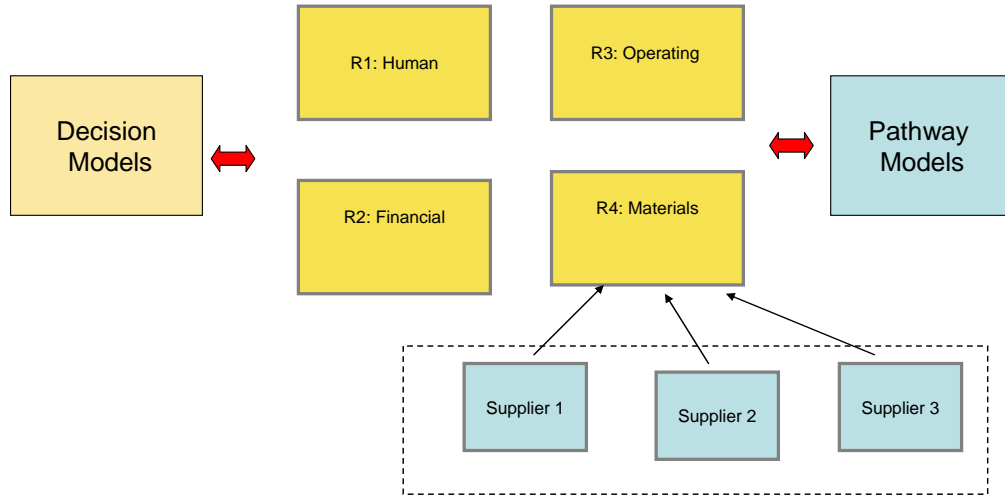 R1: Human
R3: Operating
Decision
Models
Pathway
Models
R2: Financial
R4: Materials
Supplier 1
Supplier 2
Supplier 3